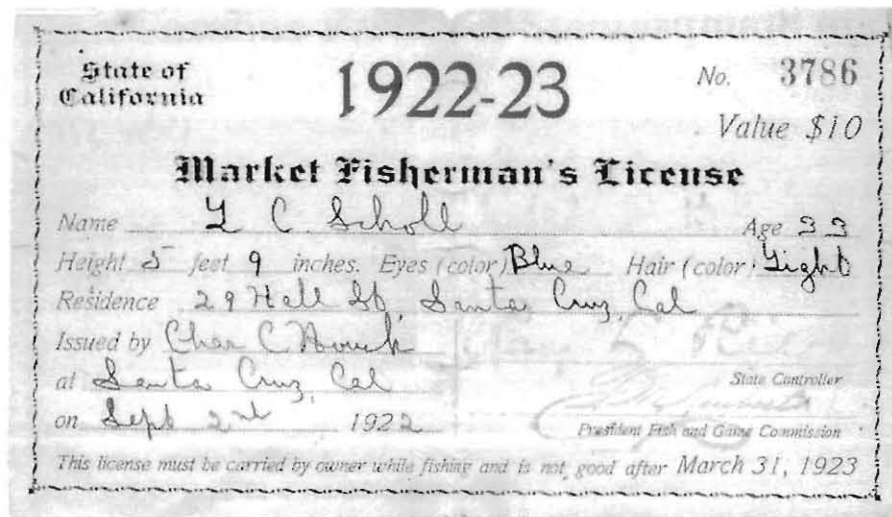 State of California
1922-23
No. 3786
Value $10
Market Fisherman's License
Name L C. Scholl Age 33
Height 5 feet 9 inches. Eyes (color) Blue Hair (color) Light
Residence 29 Hall St, Santa Cruz, Cal
Issued by Chas C.
at Santa Cruz, Cal
State Controller
on Sept 2nd 1922
President Fish and Game Commission
This license must be carried by owner while fishing and is not good after March 31, 1923